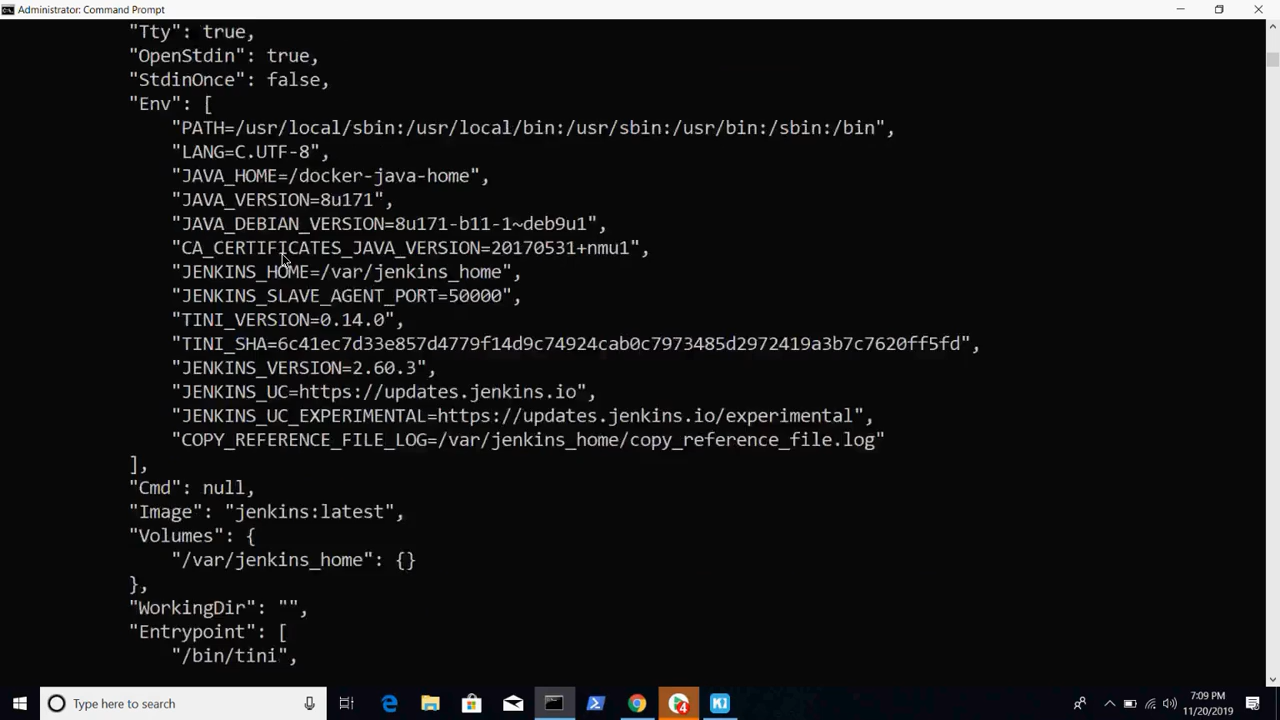 Administrator: Command Prompt
"Tty": true,
"OpenStdin": true,
"StdinOnce": false,
"Env": [
"PATH=/usr/local/sbin:/usr/local/bin:/usr/sbin:/usr/bin:/sbin:/bin",
"LANG=C.UTF-8",
"JAVA_HOME=/docker-java-home",
"JAVA_VERSION=8u171",
"JAVA_DEBIAN_VERSION=8u171-b11-1~deb9u1",
"CA_CERTIFICATES_JAVA_VERSION=20170531+nmu1",
"JENKINS_HOME=/var/jenkins_home",
"JENKINS_SLAVE_AGENT_PORT=50000",
"TINI_VERSION=0.14.0",
"TINI_SHA=6c41ec7d33e857d4779f14d9c74924cab0c7973485d2972419a3b7c7620ff5fd",
"JENKINS_VERSION=2.60.3",
"JENKINS_UC=https://updates.jenkins.io",
"JENKINS_UC_EXPERIMENTAL=https://updates.jenkins.io/experimental",
"COPY_REFERENCE_FILE_LOG=/var/jenkins_home/copy_reference_file.log"
],
"Cmd": null,
"Image": "jenkins:latest",
"Volumes": {
"/var/jenkins_home": {}
},
"WorkingDir": "",
"Entrypoint": [
"/bin/tini",
Type here to search
4
7:09 PM
11/20/2019